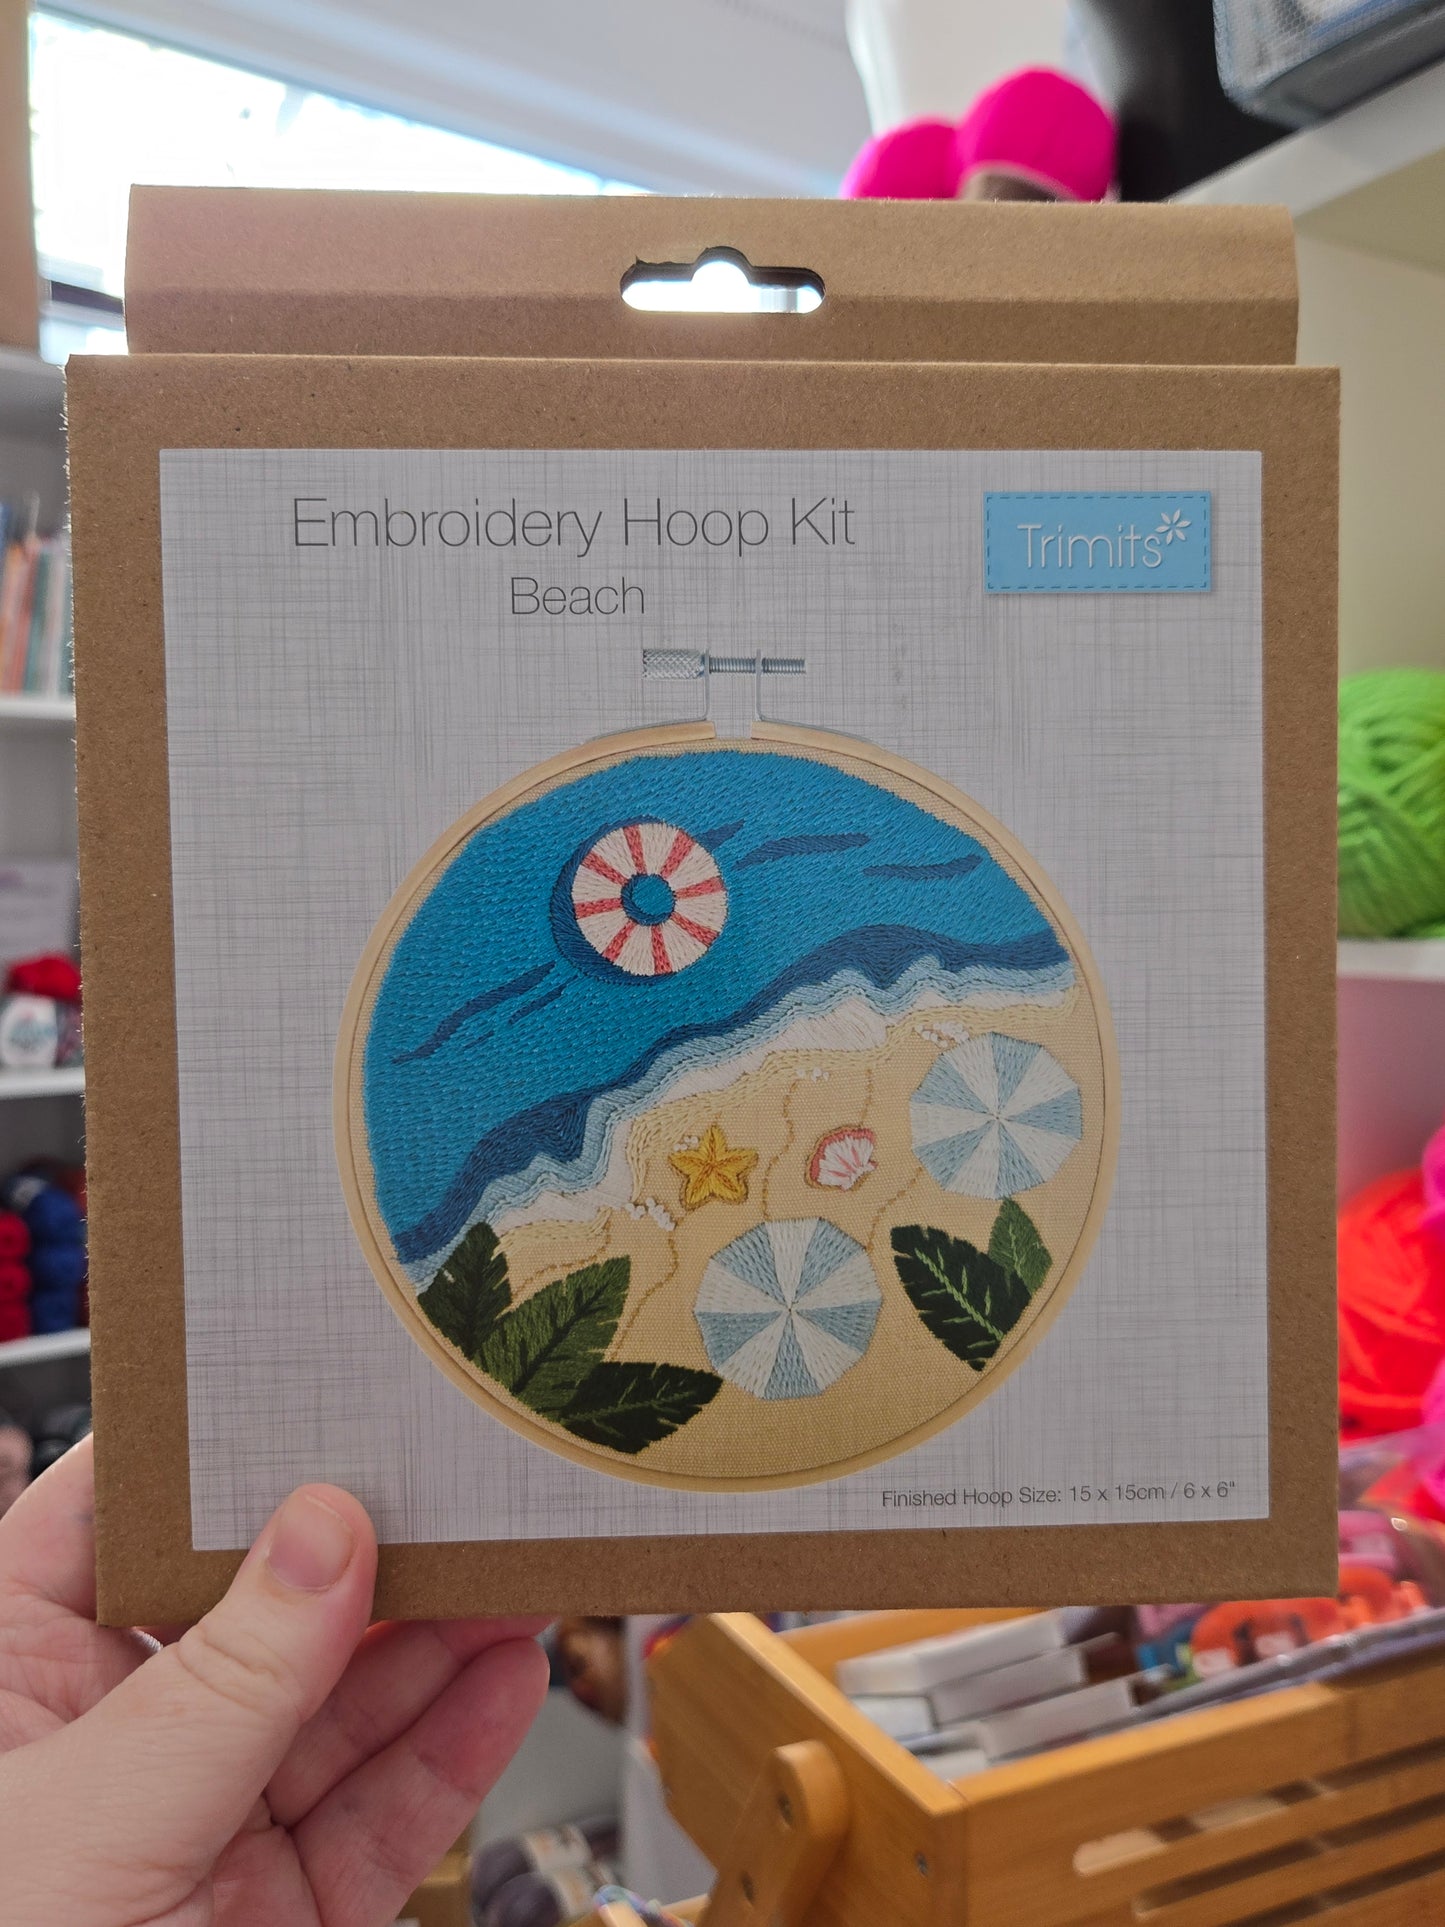 Embroidery Hoop Kit
Beach
Trimits
Finished Hoop Size: 15 x 15cm / 6 x 6"